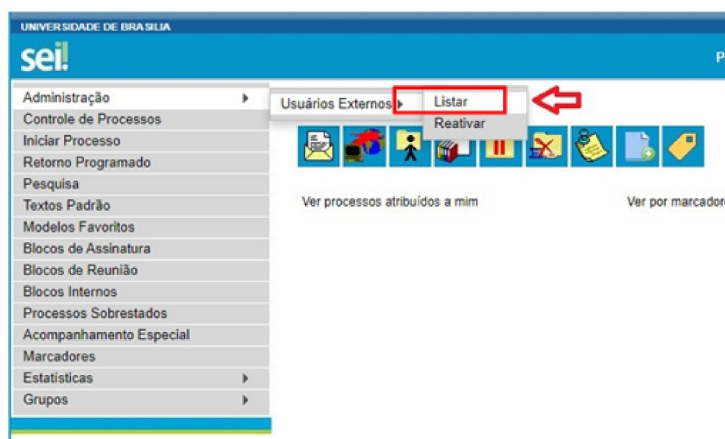 UNIVERSIDADE DE BRASILIA
sei!
P
Administração
Usuários Externos
Listar
Reativar
Controle de Processos
Iniciar Processo
Retorno Programado
Pesquisa
Textos Padrão
Ver processos atribuídos a mim
Ver por marcadore
Modelos Favoritos
Blocos de Assinatura
Blocos de Reunião
Blocos Internos
Processos Sobrestados
Acompanhamento Especial
Marcadores
Estatísticas
Grupos